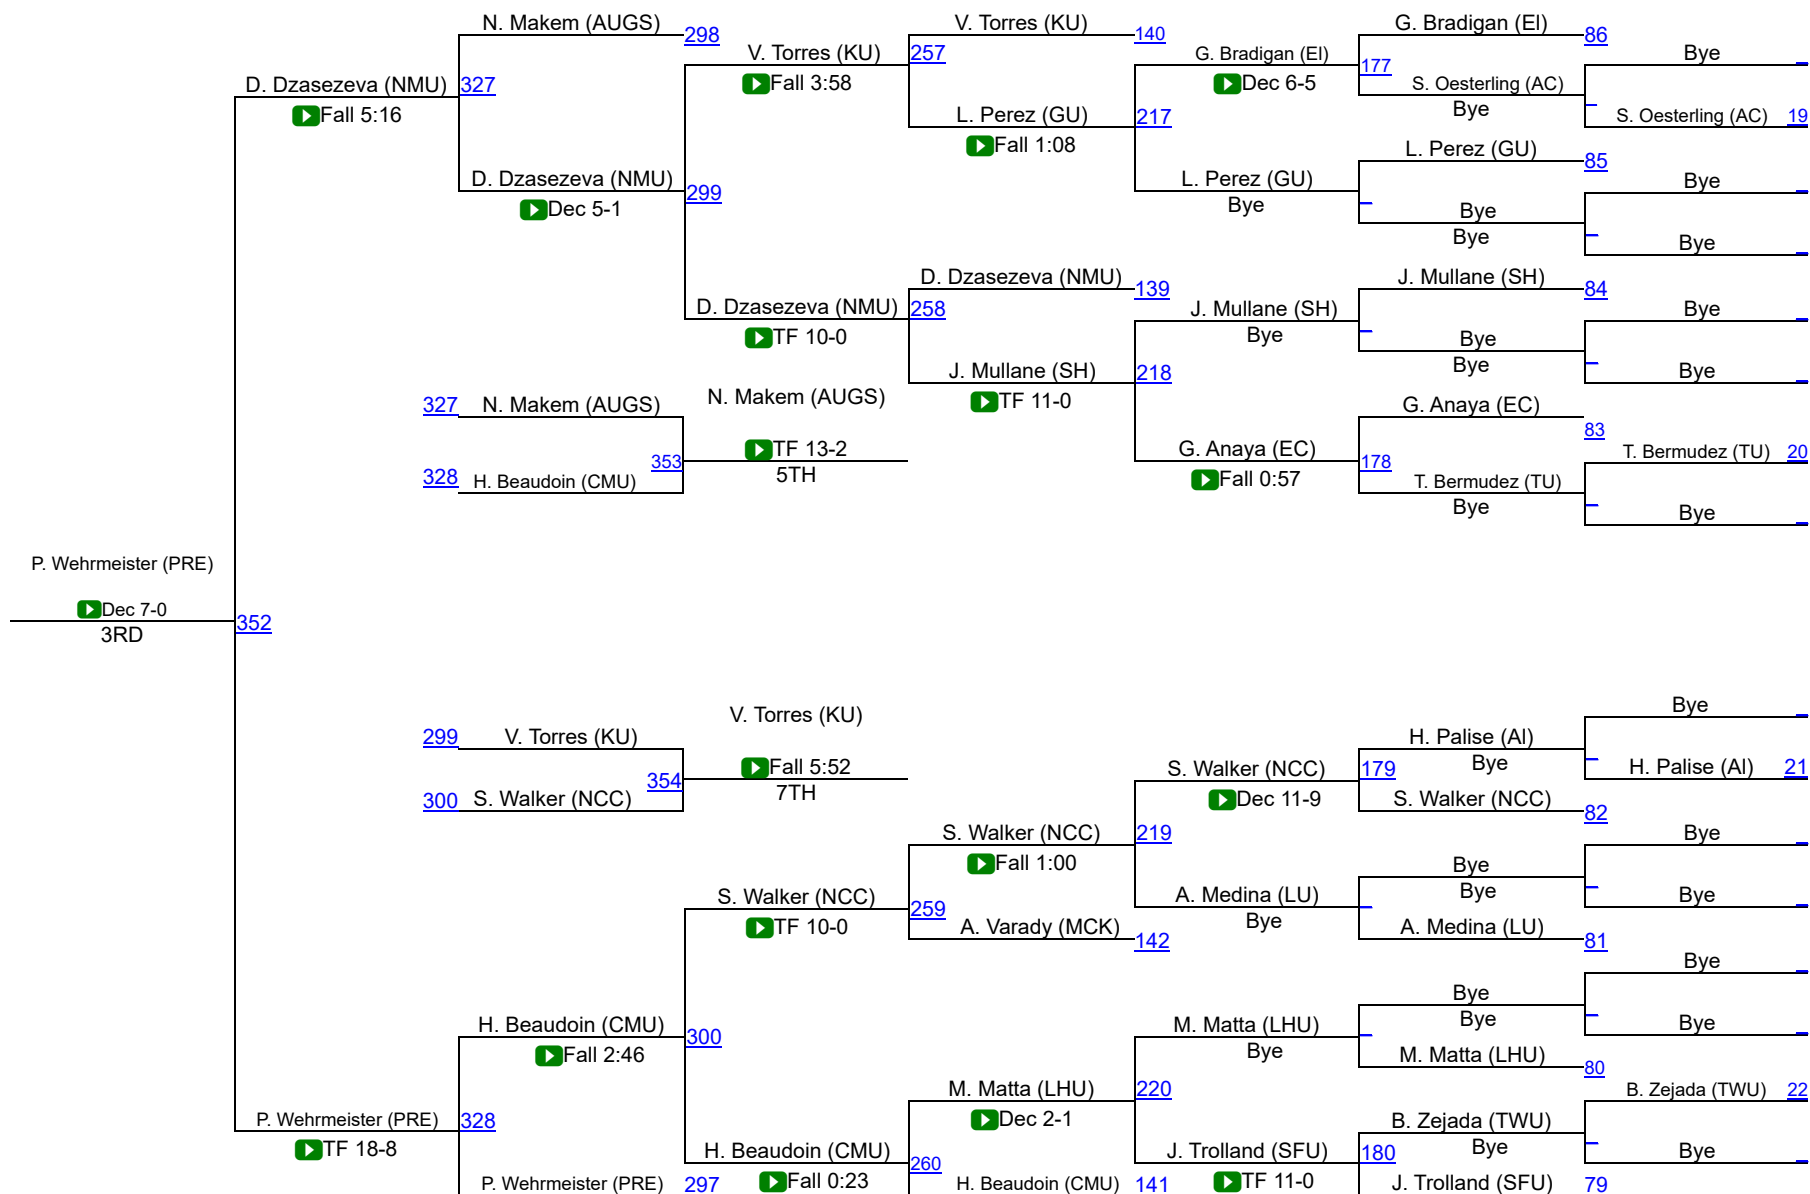 N. Makem (AUGS)
298
V. Torres (KU)
140
G. Bradigan (EI)
86
Bye
V. Torres (KU)
257
G. Bradigan (EI)
177
S. Oesterling (AC)
Bye
D. Dzasezeva (NMU)
327
Fall 3:58
Dec 6-5
Fall 5:16
L. Perez (GU)
217
S. Oesterling (AC)
19
Fall 1:08
L. Perez (GU)
85
Bye
D. Dzasezeva (NMU)
299
L. Perez (GU)
Bye
Dec 5-1
Bye
Bye
Bye
D. Dzasezeva (NMU)
139
J. Mullane (SH)
84
D. Dzasezeva (NMU)
258
J. Mullane (SH)
Bye
Bye
TF 10-0
Bye
Bye
J. Mullane (SH)
218
Bye
N. Makem (AUGS)
TF 11-0
327
N. Makem (AUGS)
G. Anaya (EC)
83
TF 13-2
353
5TH
G. Anaya (EC)
178
T. Bermudez (TU)
20
328
H. Beaudoin (CMU)
Fall 0:57
T. Bermudez (TU)
Bye
Bye
P. Wehrmeister (PRE)
Dec 7-0
352
3RD
V. Torres (KU)
Bye
299
V. Torres (KU)
H. Palise (Al)
Bye
Fall 5:52
354
7TH
S. Walker (NCC)
179
H. Palise (Al)
21
300
S. Walker (NCC)
Dec 11-9
S. Walker (NCC)
82
S. Walker (NCC)
219
Bye
Fall 1:00
Bye
Bye
S. Walker (NCC)
259
A. Medina (LU)
Bye
Bye
TF 10-0
A. Varady (MCK)
142
A. Medina (LU)
81
Bye
Bye
Bye
H. Beaudoin (CMU)
300
M. Matta (LHU)
Bye
Bye
Fall 2:46
M. Matta (LHU)
80
M. Matta (LHU)
220
B. Zejada (TWU)
22
P. Wehrmeister (PRE)
328
Dec 2-1
B. Zejada (TWU)
Bye
TF 18-8
H. Beaudoin (CMU)
260
J. Trolland (SFU)
180
Bye
P. Wehrmeister (PRE)
297
Fall 0:23
H. Beaudoin (CMU)
141
TF 11-0
J. Trolland (SFU)
79